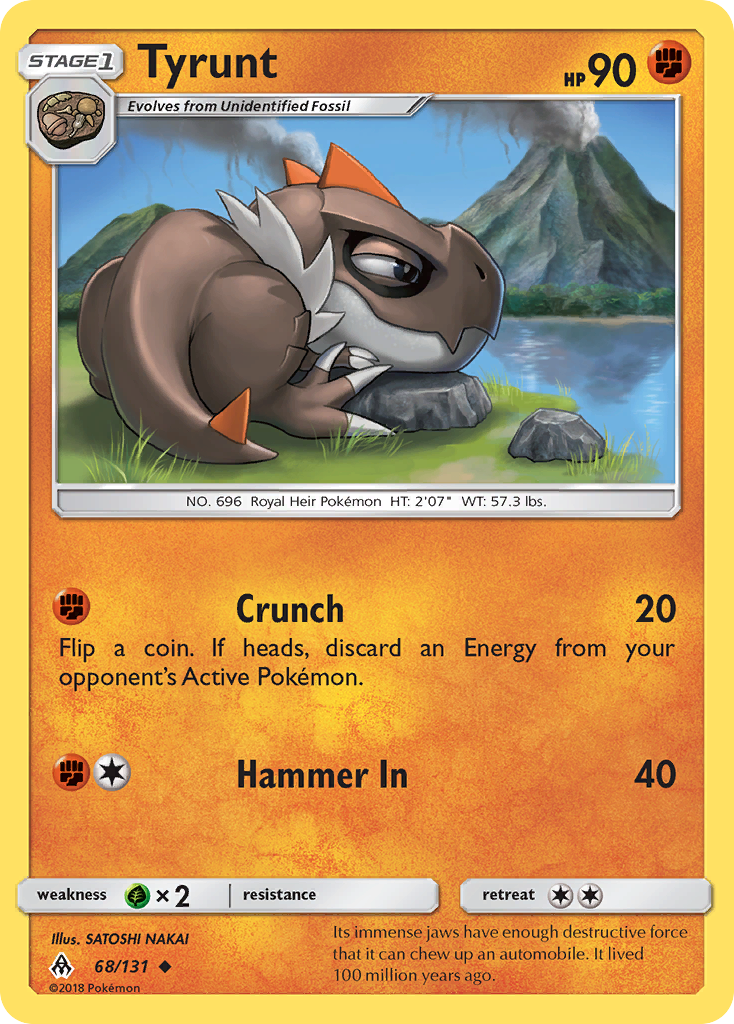 STAGE1
Tyrunt
HP90
Evolves from Unidentified Fossil
NO. 696 Royal Heir Pokémon HT: 2'07" WT: 57.3 lbs.
Crunch 20
Flip a coin. If heads, discard an Energy from your
opponent's Active Pokémon.
Hammer In 40
weakness ×2 resistance retreat
Illus. SATOSHI NAKAI
68/131
©2018 Pokémon
Its immense jaws have enough destructive force
that it can chew up an automobile. It lived
100 million years ago.